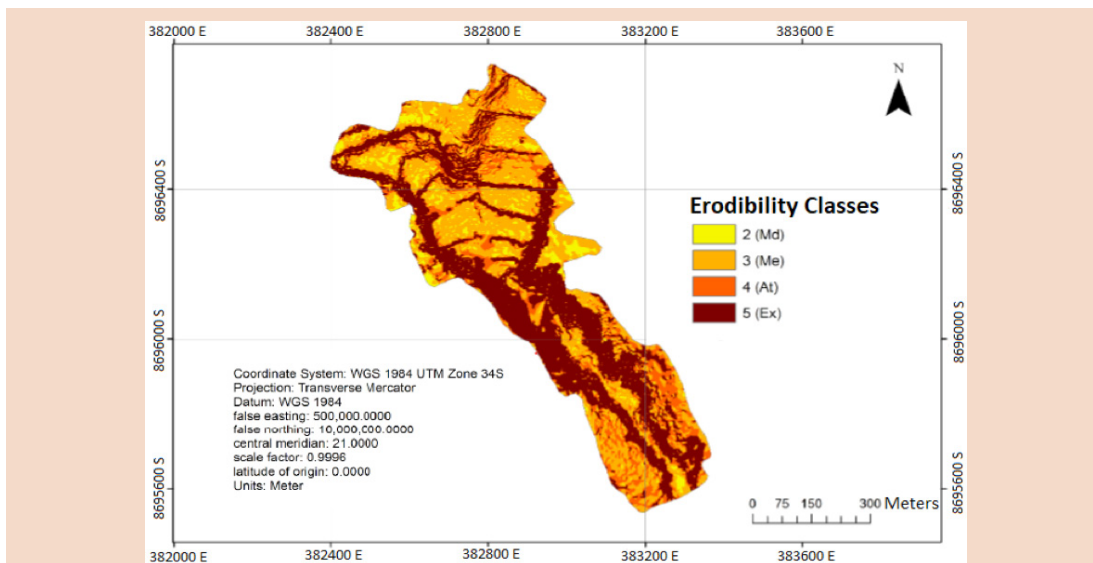 382000 E 382400 E 382800 E 383200 E 383600 E
N
8696400 S 8696400 S
Erodibility Classes
2 (Md)
3 (Me)
4 (At)
5 (Ex)
8696000 S 8696000 S
Coordinate System: WGS 1984 UTM Zone 34S
Projection: Transverse Mercator
Datum: WGS 1984
false easting: 500,000.0000
false northing: 10,000,000.0000
central meridian: 21.0000
scale factor: 0.9996
latitude of origin: 0.0000
Units: Meter
8695600 S 8695600 S
0 75 150 300 Meters
382000 E 382400 E 382800 E 383200 E 383600 E